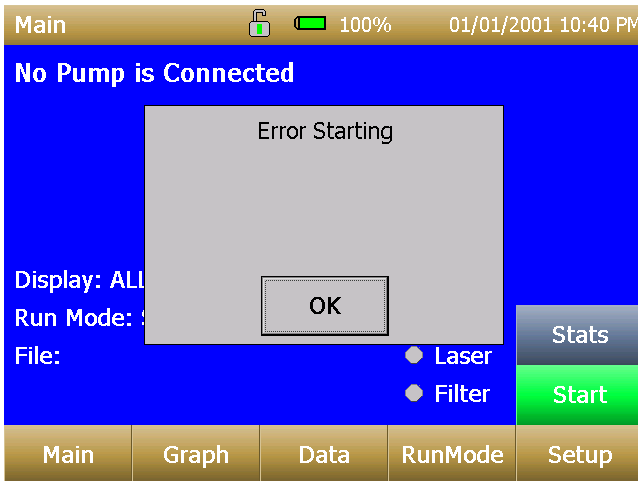 Main 100% 01/01/2001 10:40 PM
No Pump is Connected
Error Starting
Display: ALL
Run Mode:
OK
Stats
File:
Laser
Filter
Start
Main Graph Data RunMode Setup